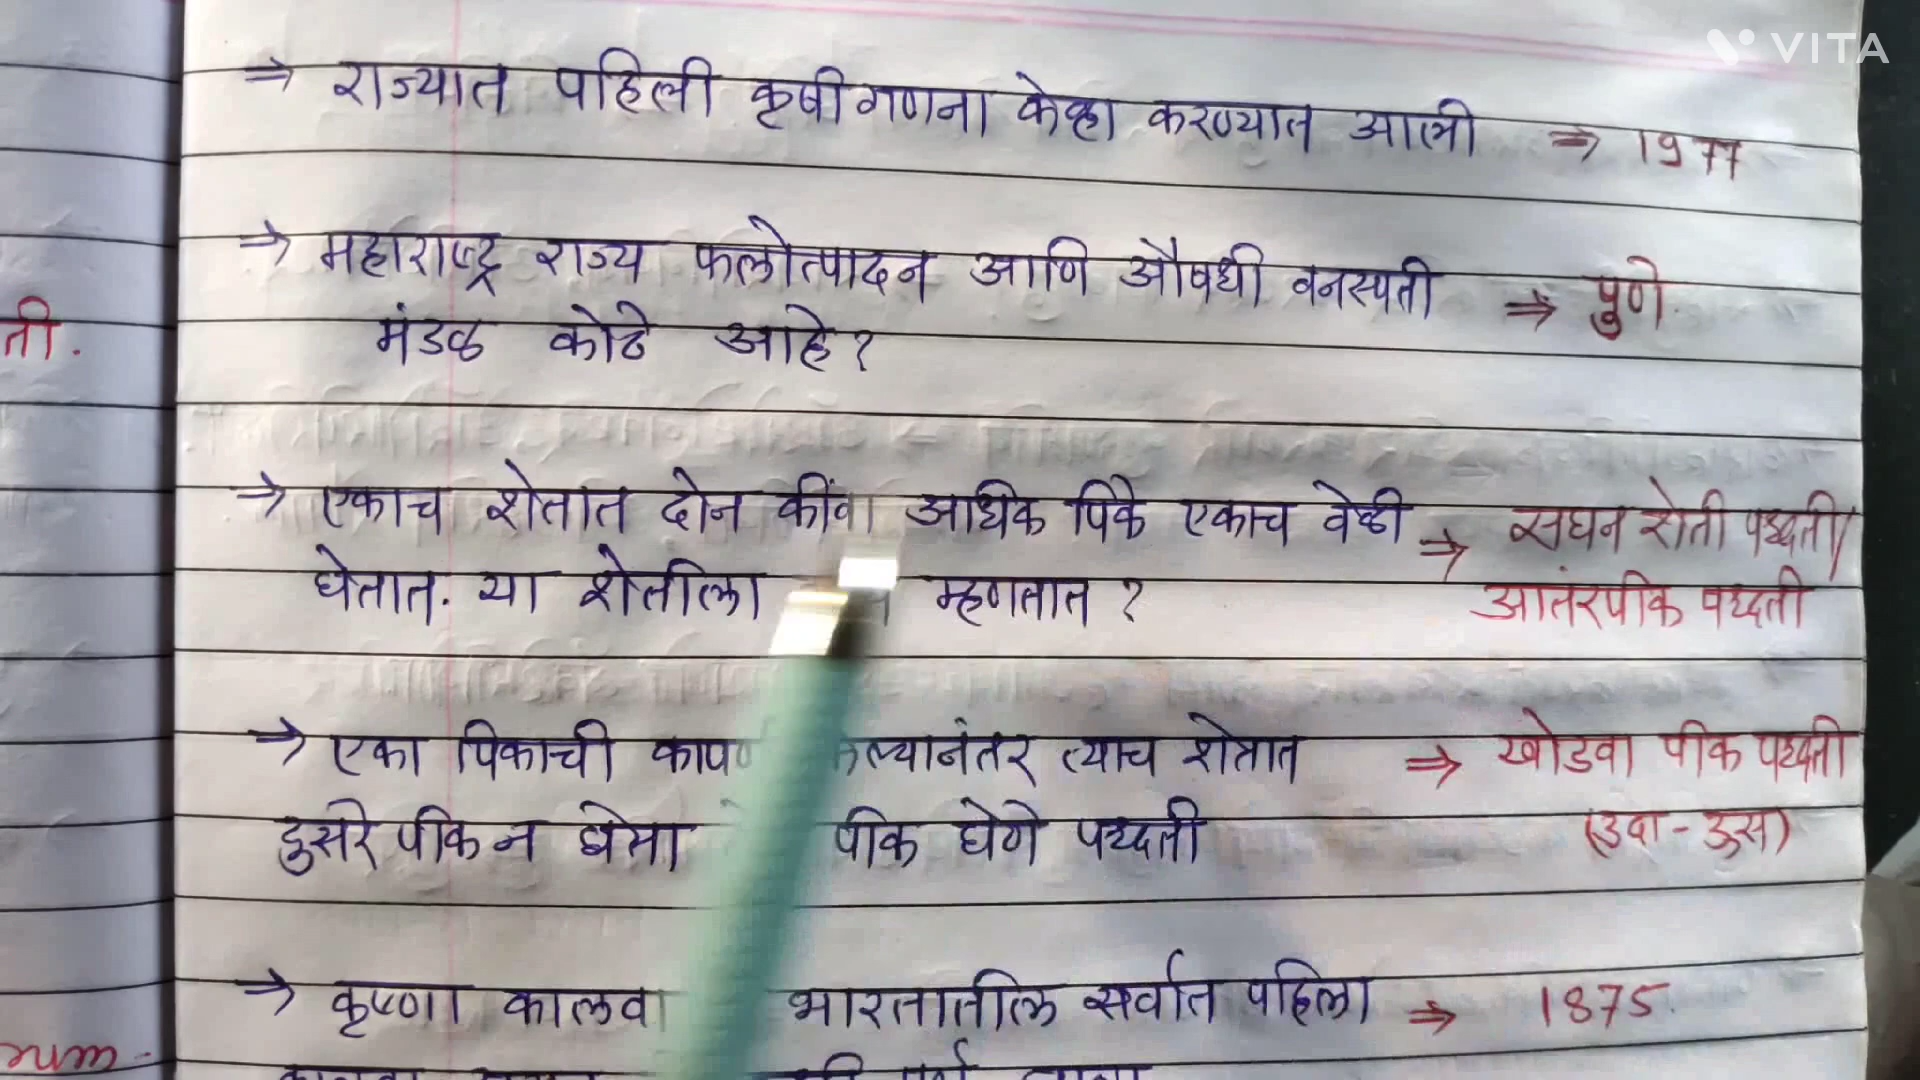 VITA
⇒ राज्यात पहिली कृषी गणना केव्हा करण्यात आली ⇒ 1977
⇒ महाराष्ट्र राज्य फलोत्पादन आणि औषधी वनस्पती ⇒ पुणे
मंडळ कोठे आहे?
ती.
⇒ एकाच शेतात दोन कींवा अधिक पिके एकाच वेळी ⇒ सघन शेती पध्दती/
घेतात. या शेतीला म्हणतात? आतंरपीक पध्दती
⇒ एका पिकाची त्याच शेतात ⇒ खोडवा पीक पध्दती
दुसरे पीक न घेता पीक घेणे पध्दती (उदा - ऊस)
⇒ कृष्णा कालवा भारतातील सर्वात पहिला ⇒ 1875.